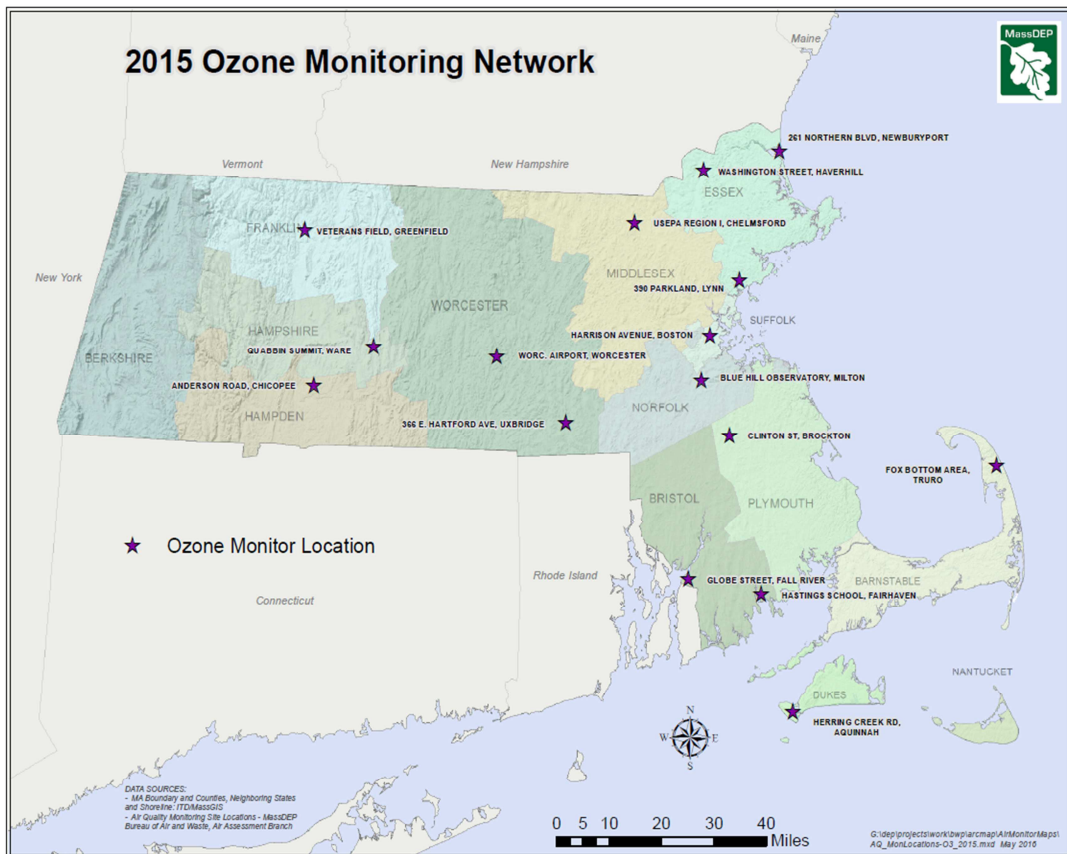 Maine
MassDEP
2015 Ozone Monitoring Network
261 NORTHERN BLVD, NEWBURYPORT
Vermont
New Hampshire
WASHINGTON STREET, HAVERHILL
ESSEX
USEPA REGION I, CHELMSFORD
FRANKLIN
VETERANS FIELD, GREENFIELD
New York
MIDDLESEX
390 PARKLAND, LYNN
WORCESTER
SUFFOLK
HAMPSHIRE
HARRISON AVENUE, BOSTON
QUABBIN SUMMIT, WARE
BERKSHIRE
WORC. AIRPORT, WORCESTER
BLUE HILL OBSERVATORY, MILTON
ANDERSON ROAD, CHICOPEE
NORFOLK
HAMPDEN
366 E. HARTFORD AVE, UXBRIDGE
CLINTON ST, BROCKTON
FOX BOTTOM AREA,
TRURO
BRISTOL
PLYMOUTH
Ozone Monitor Location
Rhode Island
GLOBE STREET, FALL RIVER
BARNSTABLE
HASTINGS SCHOOL, FAIRHAVEN
Connecticut
NANTUCKET
DUKES
HERRING CREEK RD,
AQUINNAH
N
W E
S
DATA SOURCES:
- MA Boundary and Counties, Neighboring States
and Shoreline: ITD/MassGIS
- Air Quality Monitoring Site Locations - MassDEP
Bureau of Air and Waste, Air Assessment Branch
0 5 10 20 30 40
Miles
G:\dep\projects\work\bwp\arcmap\AirMonitorMaps\
AQ_MonLocations-O3_2015.mxd May 2016